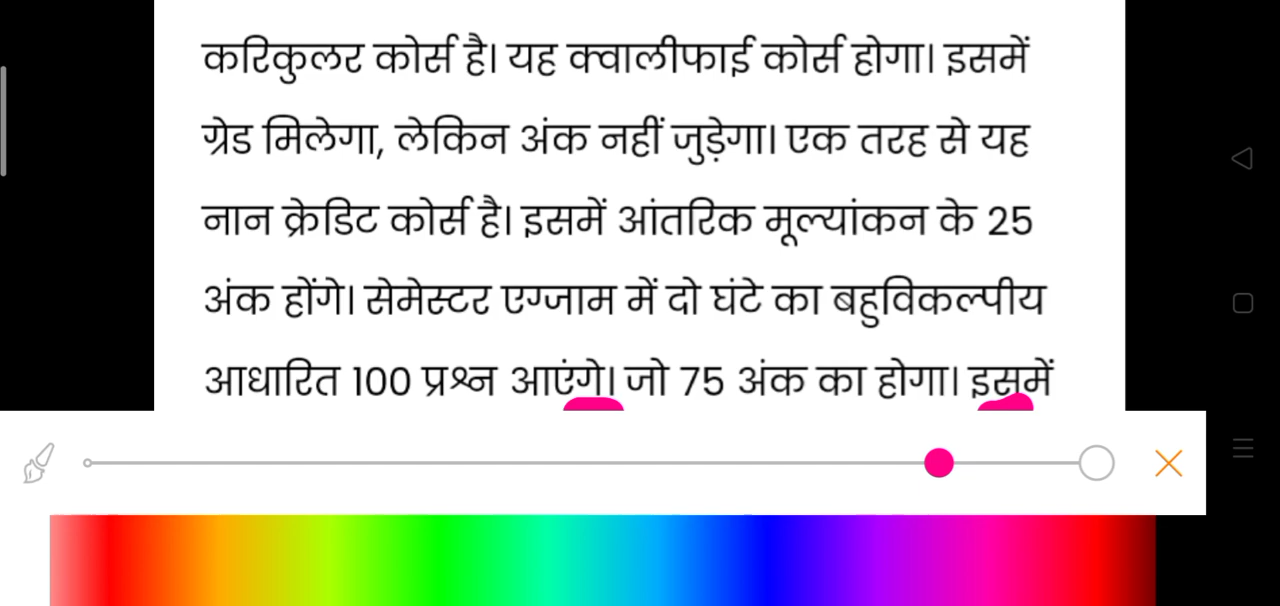 करिकुलर कोर्स है। यह क्वालीफाई कोर्स होगा। इसमें
ग्रेड मिलेगा, लेकिन अंक नहीं जुड़ेगा। एक तरह से यह
नान क्रेडिट कोर्स है। इसमें आंतरिक मूल्यांकन के 25
अंक होंगे। सेमेस्टर एग्जाम में दो घंटे का बहुविकल्पीय
आधारित 100 प्रश्न आएंगे। जो 75 अंक का होगा। इसमें